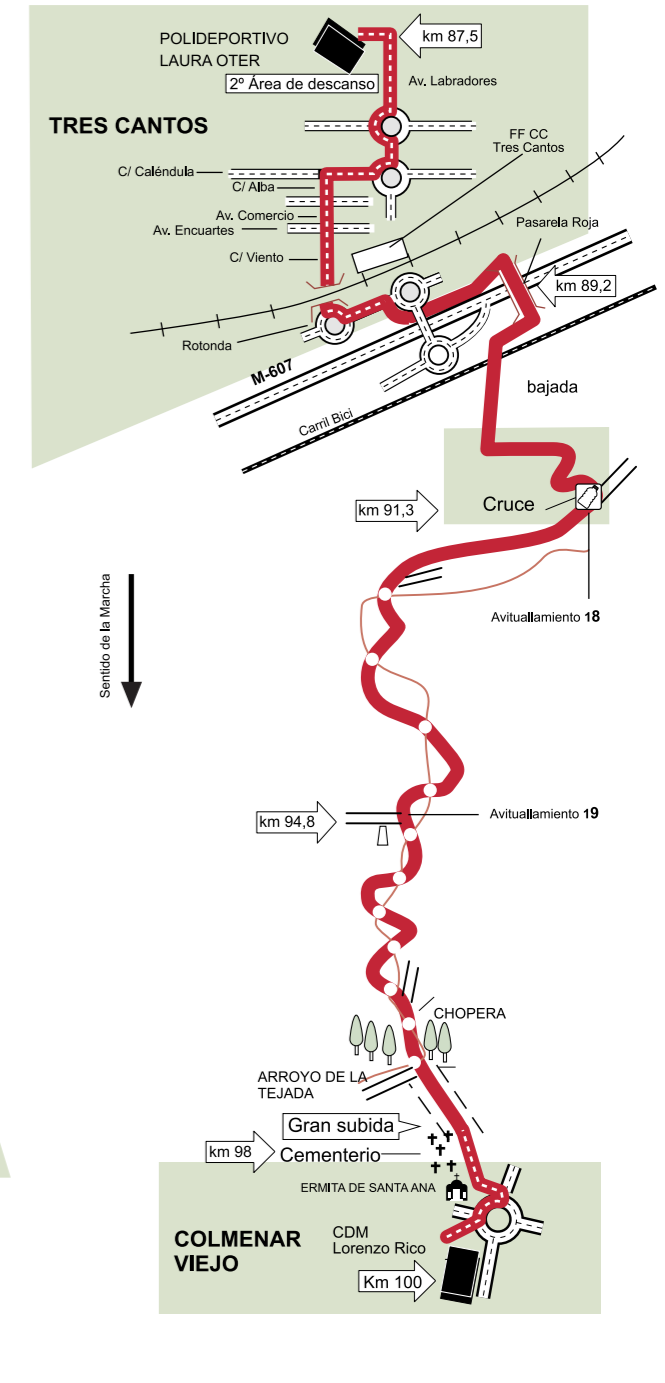 POLIDEPORTIVO
LAURA OTER
km 87,5
2º Área de descanso
Av. Labradores
TRES CANTOS
FF CC
Tres Cantos
C/ Caléndula
C/ Alba
Av. Comercio
Av. Encuartes
Pasarela Roja
C/ Viento
km 89,2
Rotonda
M-607
bajada
Carril Bici
Cruce
km 91,3
Avituallamiento 18
Sentido de la Marcha
km 94,8
Avituallamiento 19
CHOPERA
ARROYO DE LA
TEJADA
Gran subida
km 98
Cementerio
ERMITA DE SANTA ANA
COLMENAR
VIEJO
CDM
Lorenzo Rico
Km 100